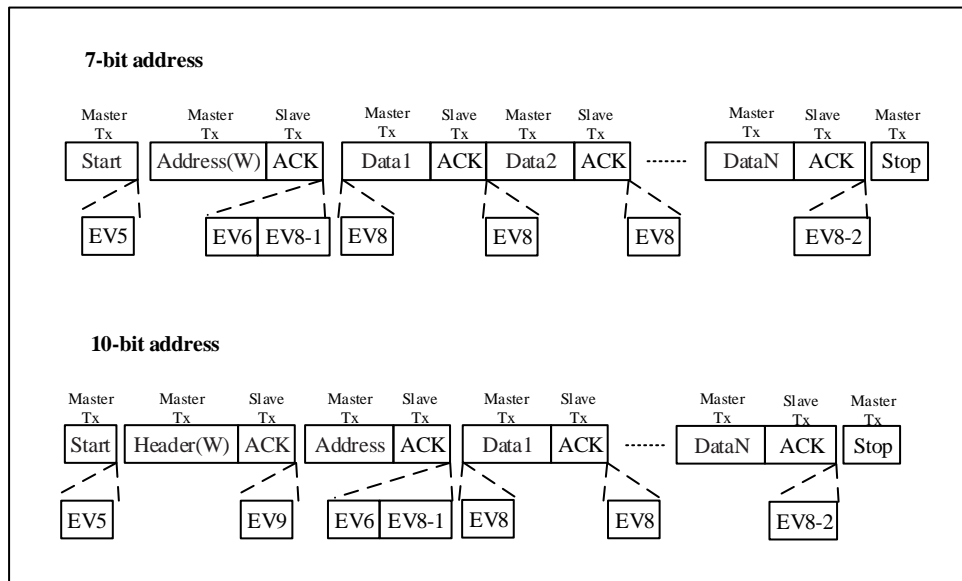 7-bit address
Master Master Slave Master Slave Master Slave Master Slave Master
Tx Tx Tx Tx Tx Tx Tx Tx Tx Tx
Start Address(W) ACK Data1 ACK Data2 ACK DataN ACK Stop
EV5 EV6 EV8-1 EV8 EV8 EV8 EV8-2
10-bit address
Master Master Slave Master Slave Master Slave Master Slave Master
Tx Tx Tx Tx Tx Tx Tx Tx Tx Tx
Start Header(W) ACK Address ACK Data1 ACK DataN ACK Stop
EV5 EV9 EV6 EV8-1 EV8 EV8 EV8-2